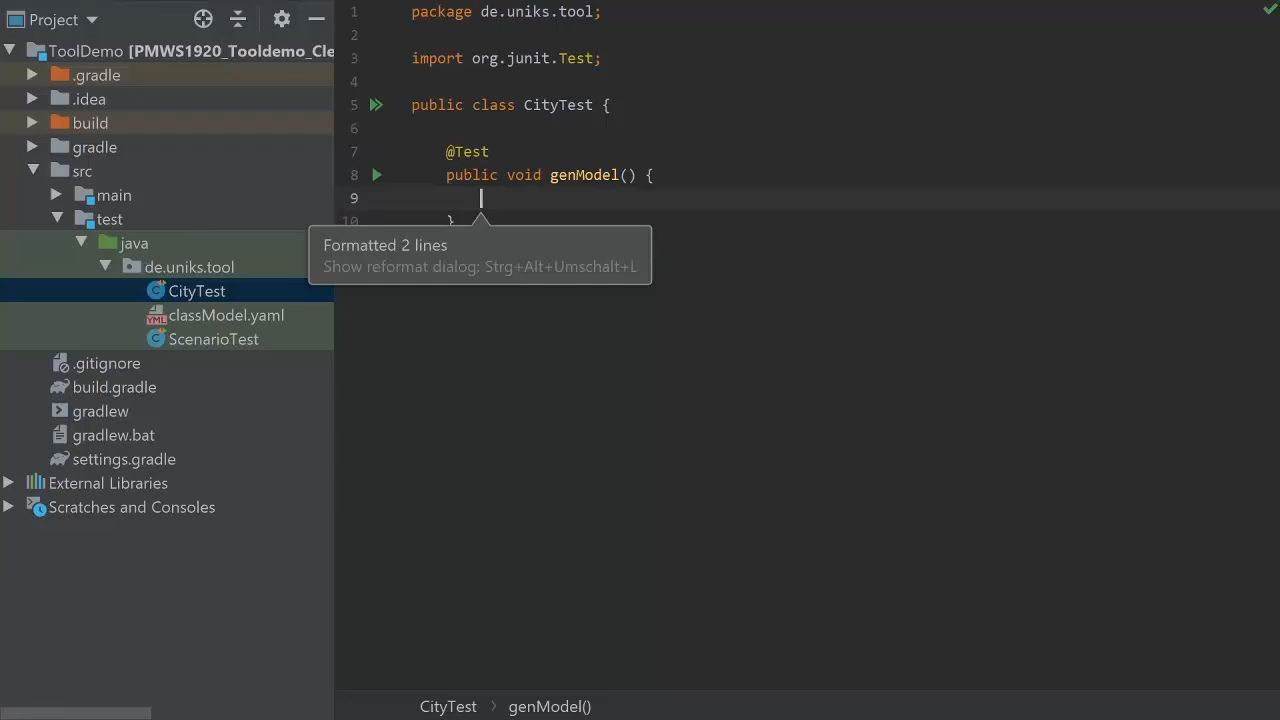 Project
ToolDemo [PMWS1920_Tooldemo_Cle
.gradle
.idea
build
gradle
src
main
test
java
de.uniks.tool
CityTest
YML classModel.yaml
ScenarioTest
.gitignore
build.gradle
gradlew
gradlew.bat
settings.gradle
External Libraries
Scratches and Consoles
1 package de.uniks.tool;
2
3 import org.junit.Test;
4
5 public class CityTest {
6
7 @Test
8 public void genModel() {
9
10 }
Formatted 2 lines
Show reformat dialog: Strg+Alt+Umschalt+L
CityTest > genModel()